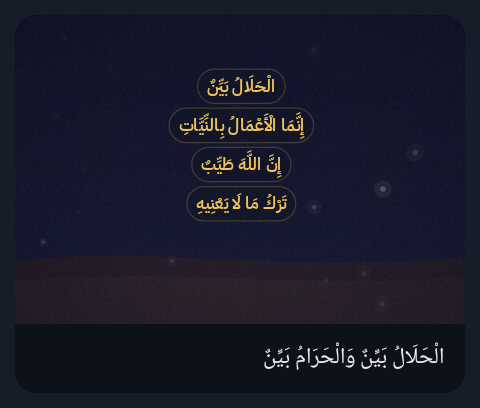 الْحَلَالُ بَيِّنٌ
إِنَّمَا الْأَعْمَالُ بِالنِّيَّاتِ
إِنَّ اللَّهَ طَيِّبٌ
تَرْكُ مَا لَا يَعْنِيهِ
الْحَلَالُ بَيِّنٌ وَالْحَرَامُ بَيِّنٌ